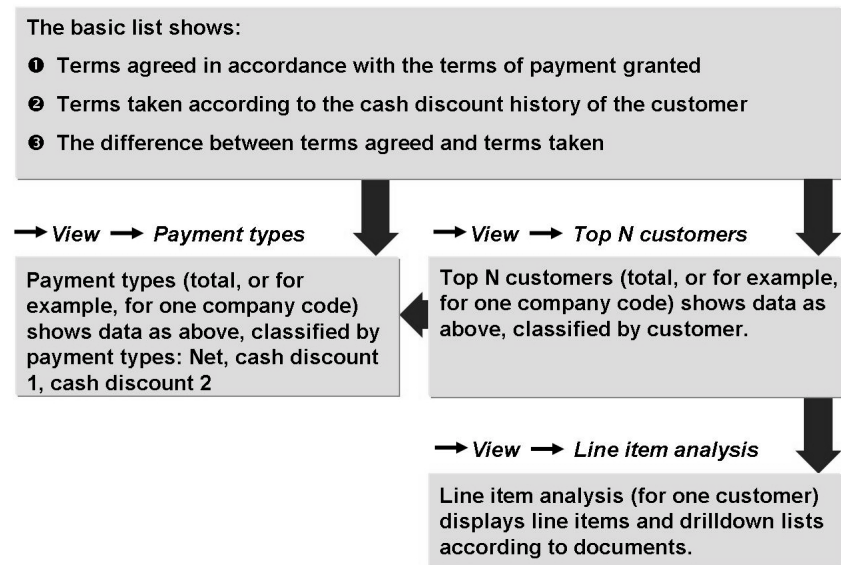 The basic list shows:
❶ Terms agreed in accordance with the terms of payment granted
❷ Terms taken according to the cash discount history of the customer
❸ The difference between terms agreed and terms taken
→ View → Payment types
Payment types (total, or for
example, for one company code)
shows data as above, classified by
payment types: Net, cash discount
1, cash discount 2
→ View → Top N customers
Top N customers (total, or for example,
for one company code) shows data as
above, classified by customer.
→ View → Line item analysis
Line item analysis (for one customer)
displays line items and drilldown lists
according to documents.